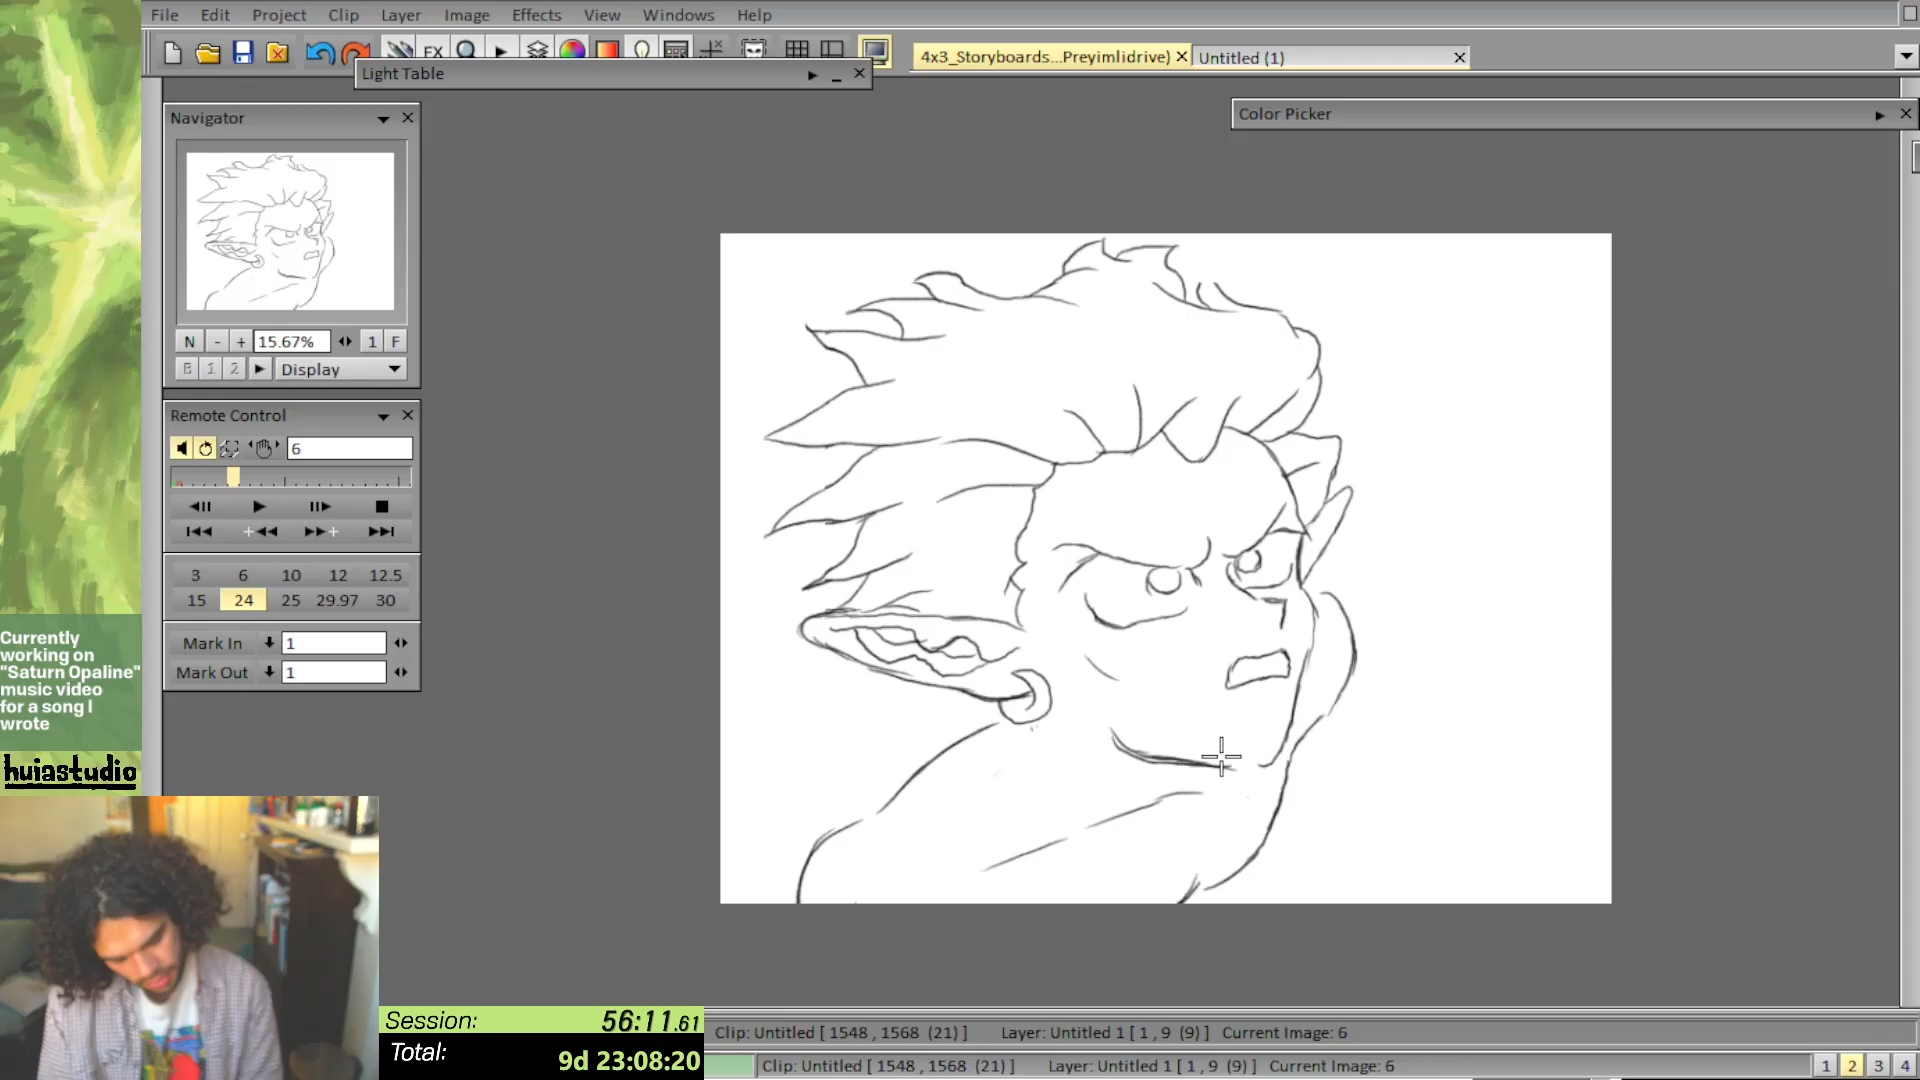 File Edit Project Clip Layer Image Effects View Windows Help
FX
4x3_Storyboards...Preyimlidrive)
Untitled (1)
Light Table
Color Picker
Navigator
N - + 15.67% 1 F
B 1 2 Display
Remote Control
6
3 6 10 12 12.5
15 24 25 29.97 30
Mark In 1
Mark Out 1
Currently
working on
"Saturn Opaline"
music video
for a song I
wrote
huiastudio
Session: 56:11.61
Total: 9d 23:08:20
Clip: Untitled [ 1548 , 1568 (21) ] Layer: Untitled 1 [ 1 , 9 (9) ] Current Image: 6
Clip: Untitled [ 1548 , 1568 (21) ] Layer: Untitled 1 [ 1 , 9 (9) ] Current Image: 6
1 2 3 4